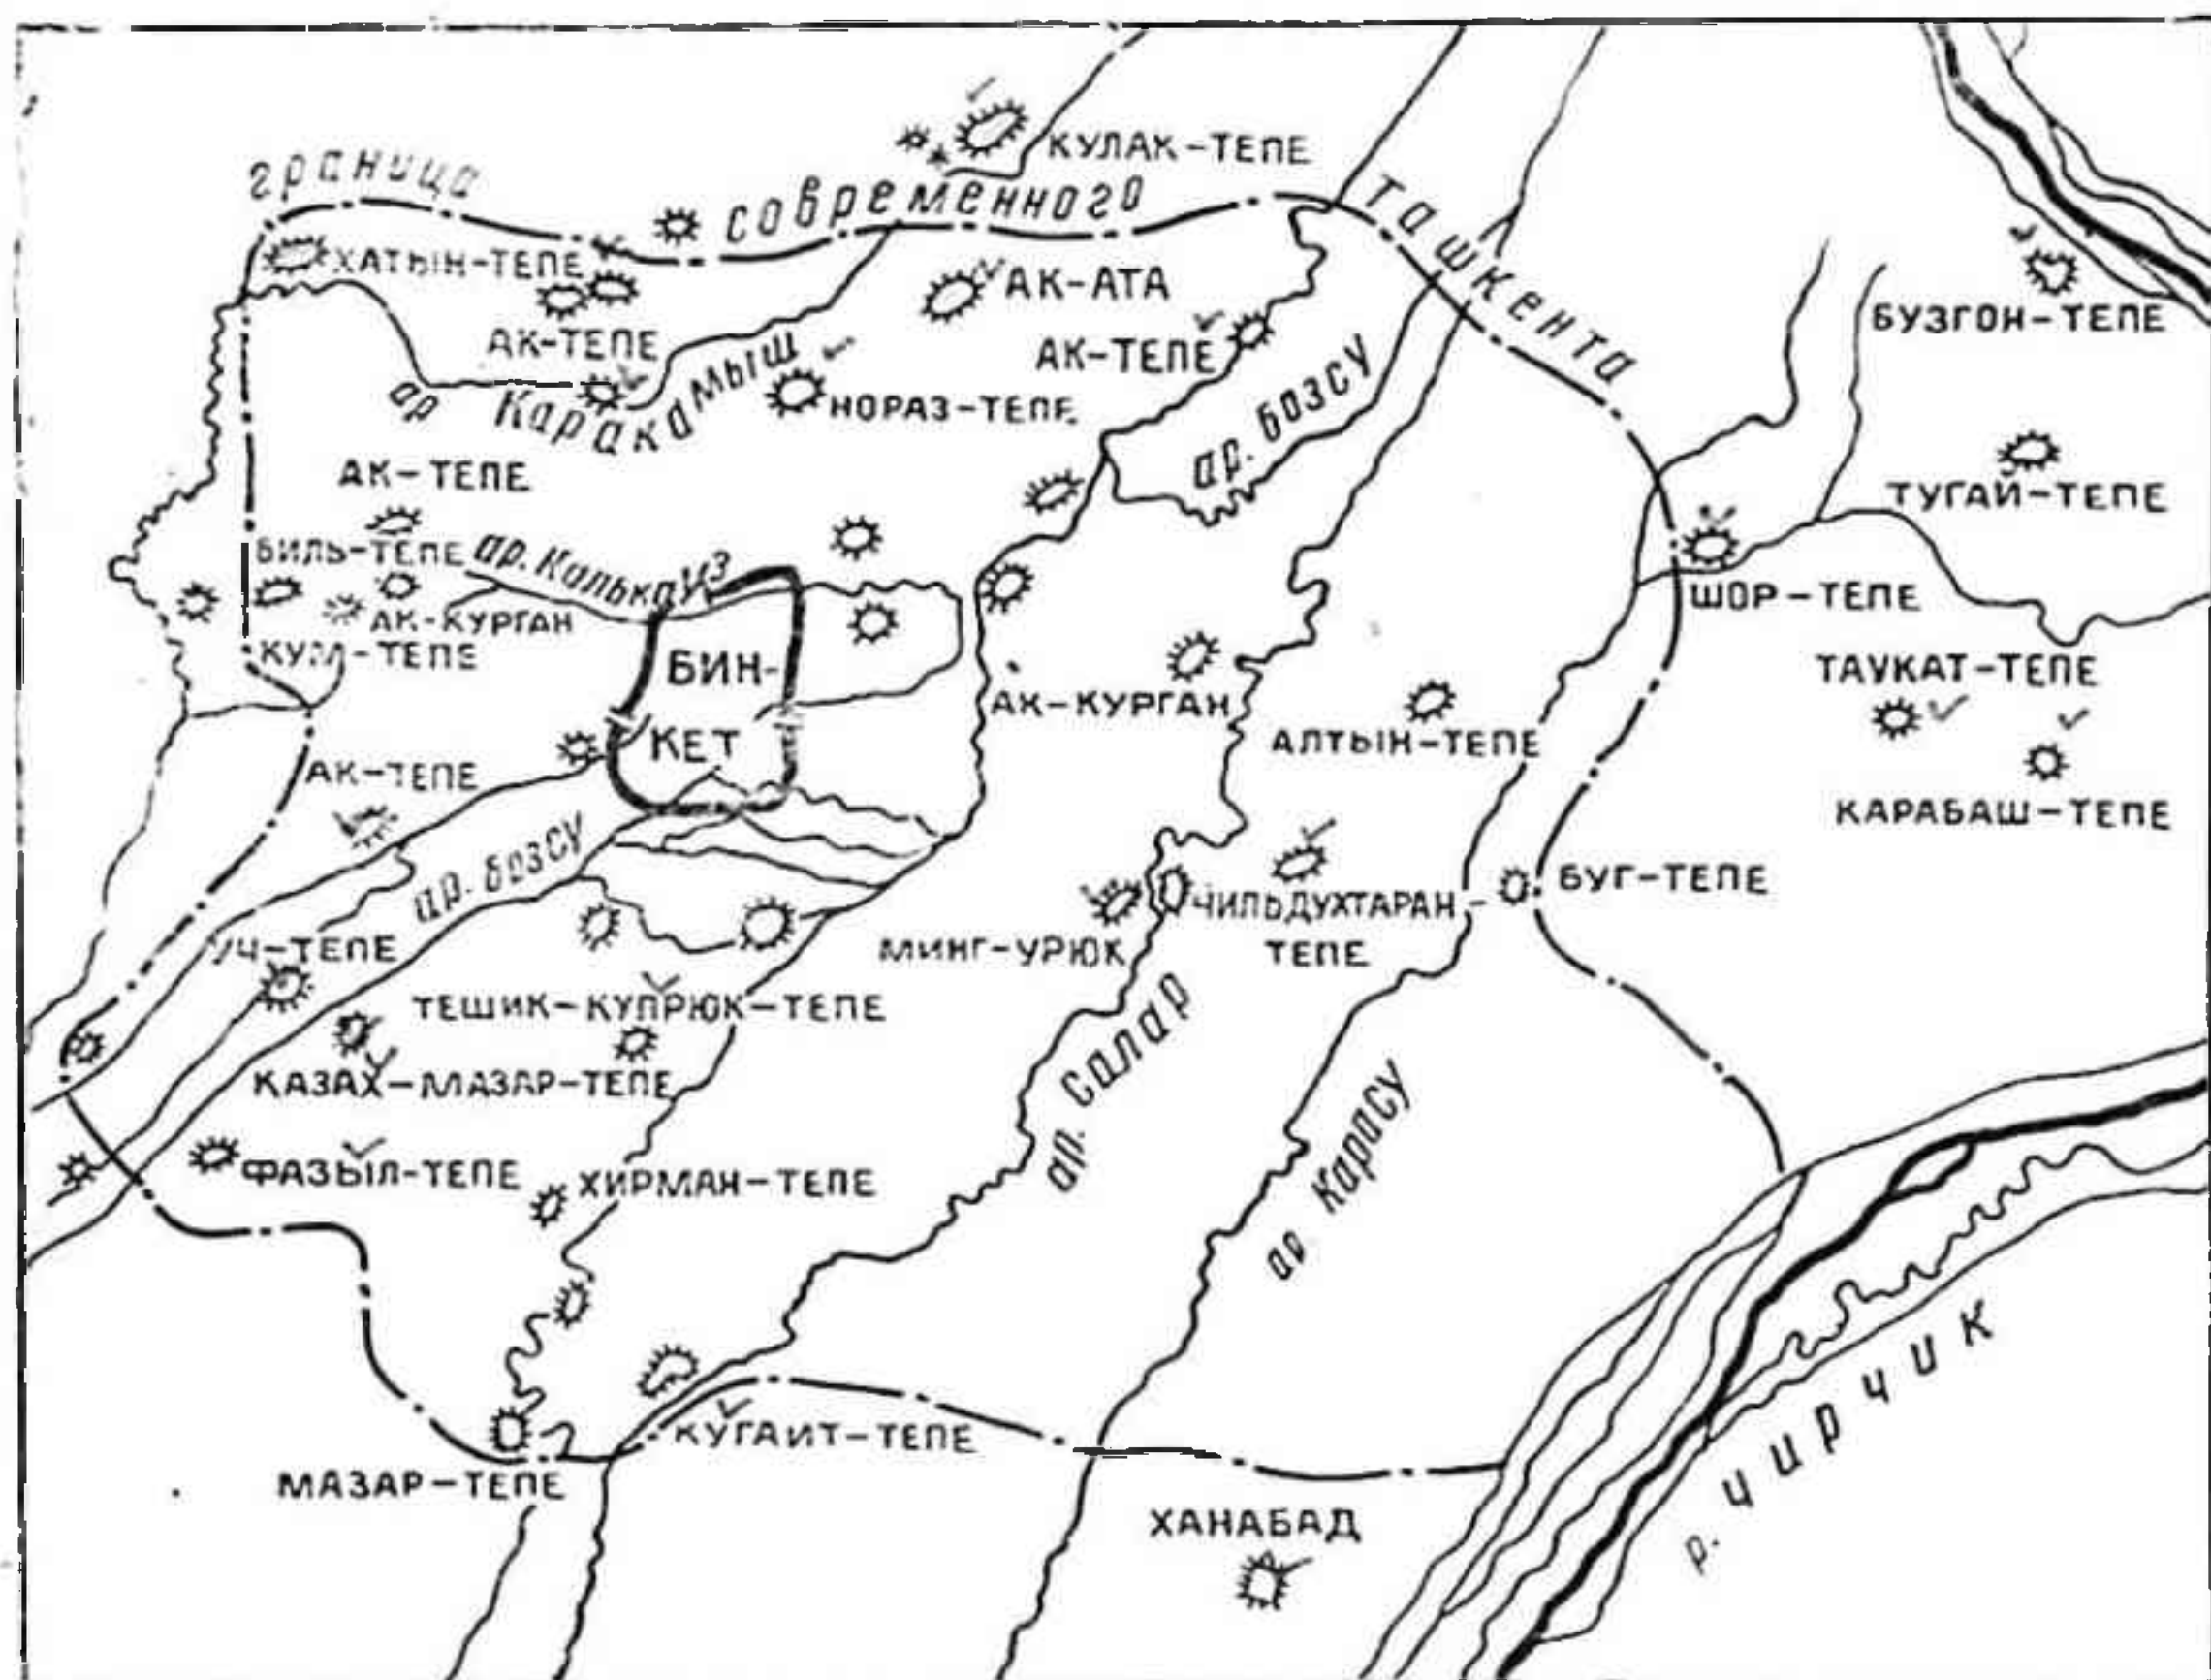 КУЛАК-ТЕПЕ
граница современного Ташкента
ХАТЫН-ТЕПЕ
АК-АТА
БУЗГОН-ТЕПЕ
АК-ТЕПЕ
АК-ТЕПЕ
ар Каракамыш
НОРАЗ-ТЕПЕ
ар. Бозсу
АК-ТЕПЕ
ТУГАЙ-ТЕПЕ
БИЛЬ-ТЕПЕ
ар. Калькауз
ШОР-ТЕПЕ
АК-КУРГАН
КУМ-ТЕПЕ
БИН-
КЕТ
ТАУКАТ-ТЕПЕ
АК-КУРГАН
АЛТЫН-ТЕПЕ
АК-ТЕПЕ
КАРАБАШ-ТЕПЕ
ар. Бозсу
БУГ-ТЕПЕ
ЧИЛЬДУХТАРАН-
ТЕПЕ
УЧ-ТЕПЕ
МИНГ-УРЮК
ТЕШИК-КУПРЮК-ТЕПЕ
КАЗАХ-МАЗАР-ТЕПЕ
ар. Салар
ар Карасу
ФАЗЫЛ-ТЕПЕ
ХИРМАН-ТЕПЕ
р. Чирчик
КУГАИТ-ТЕПЕ
МАЗАР-ТЕПЕ
ХАНАБАД